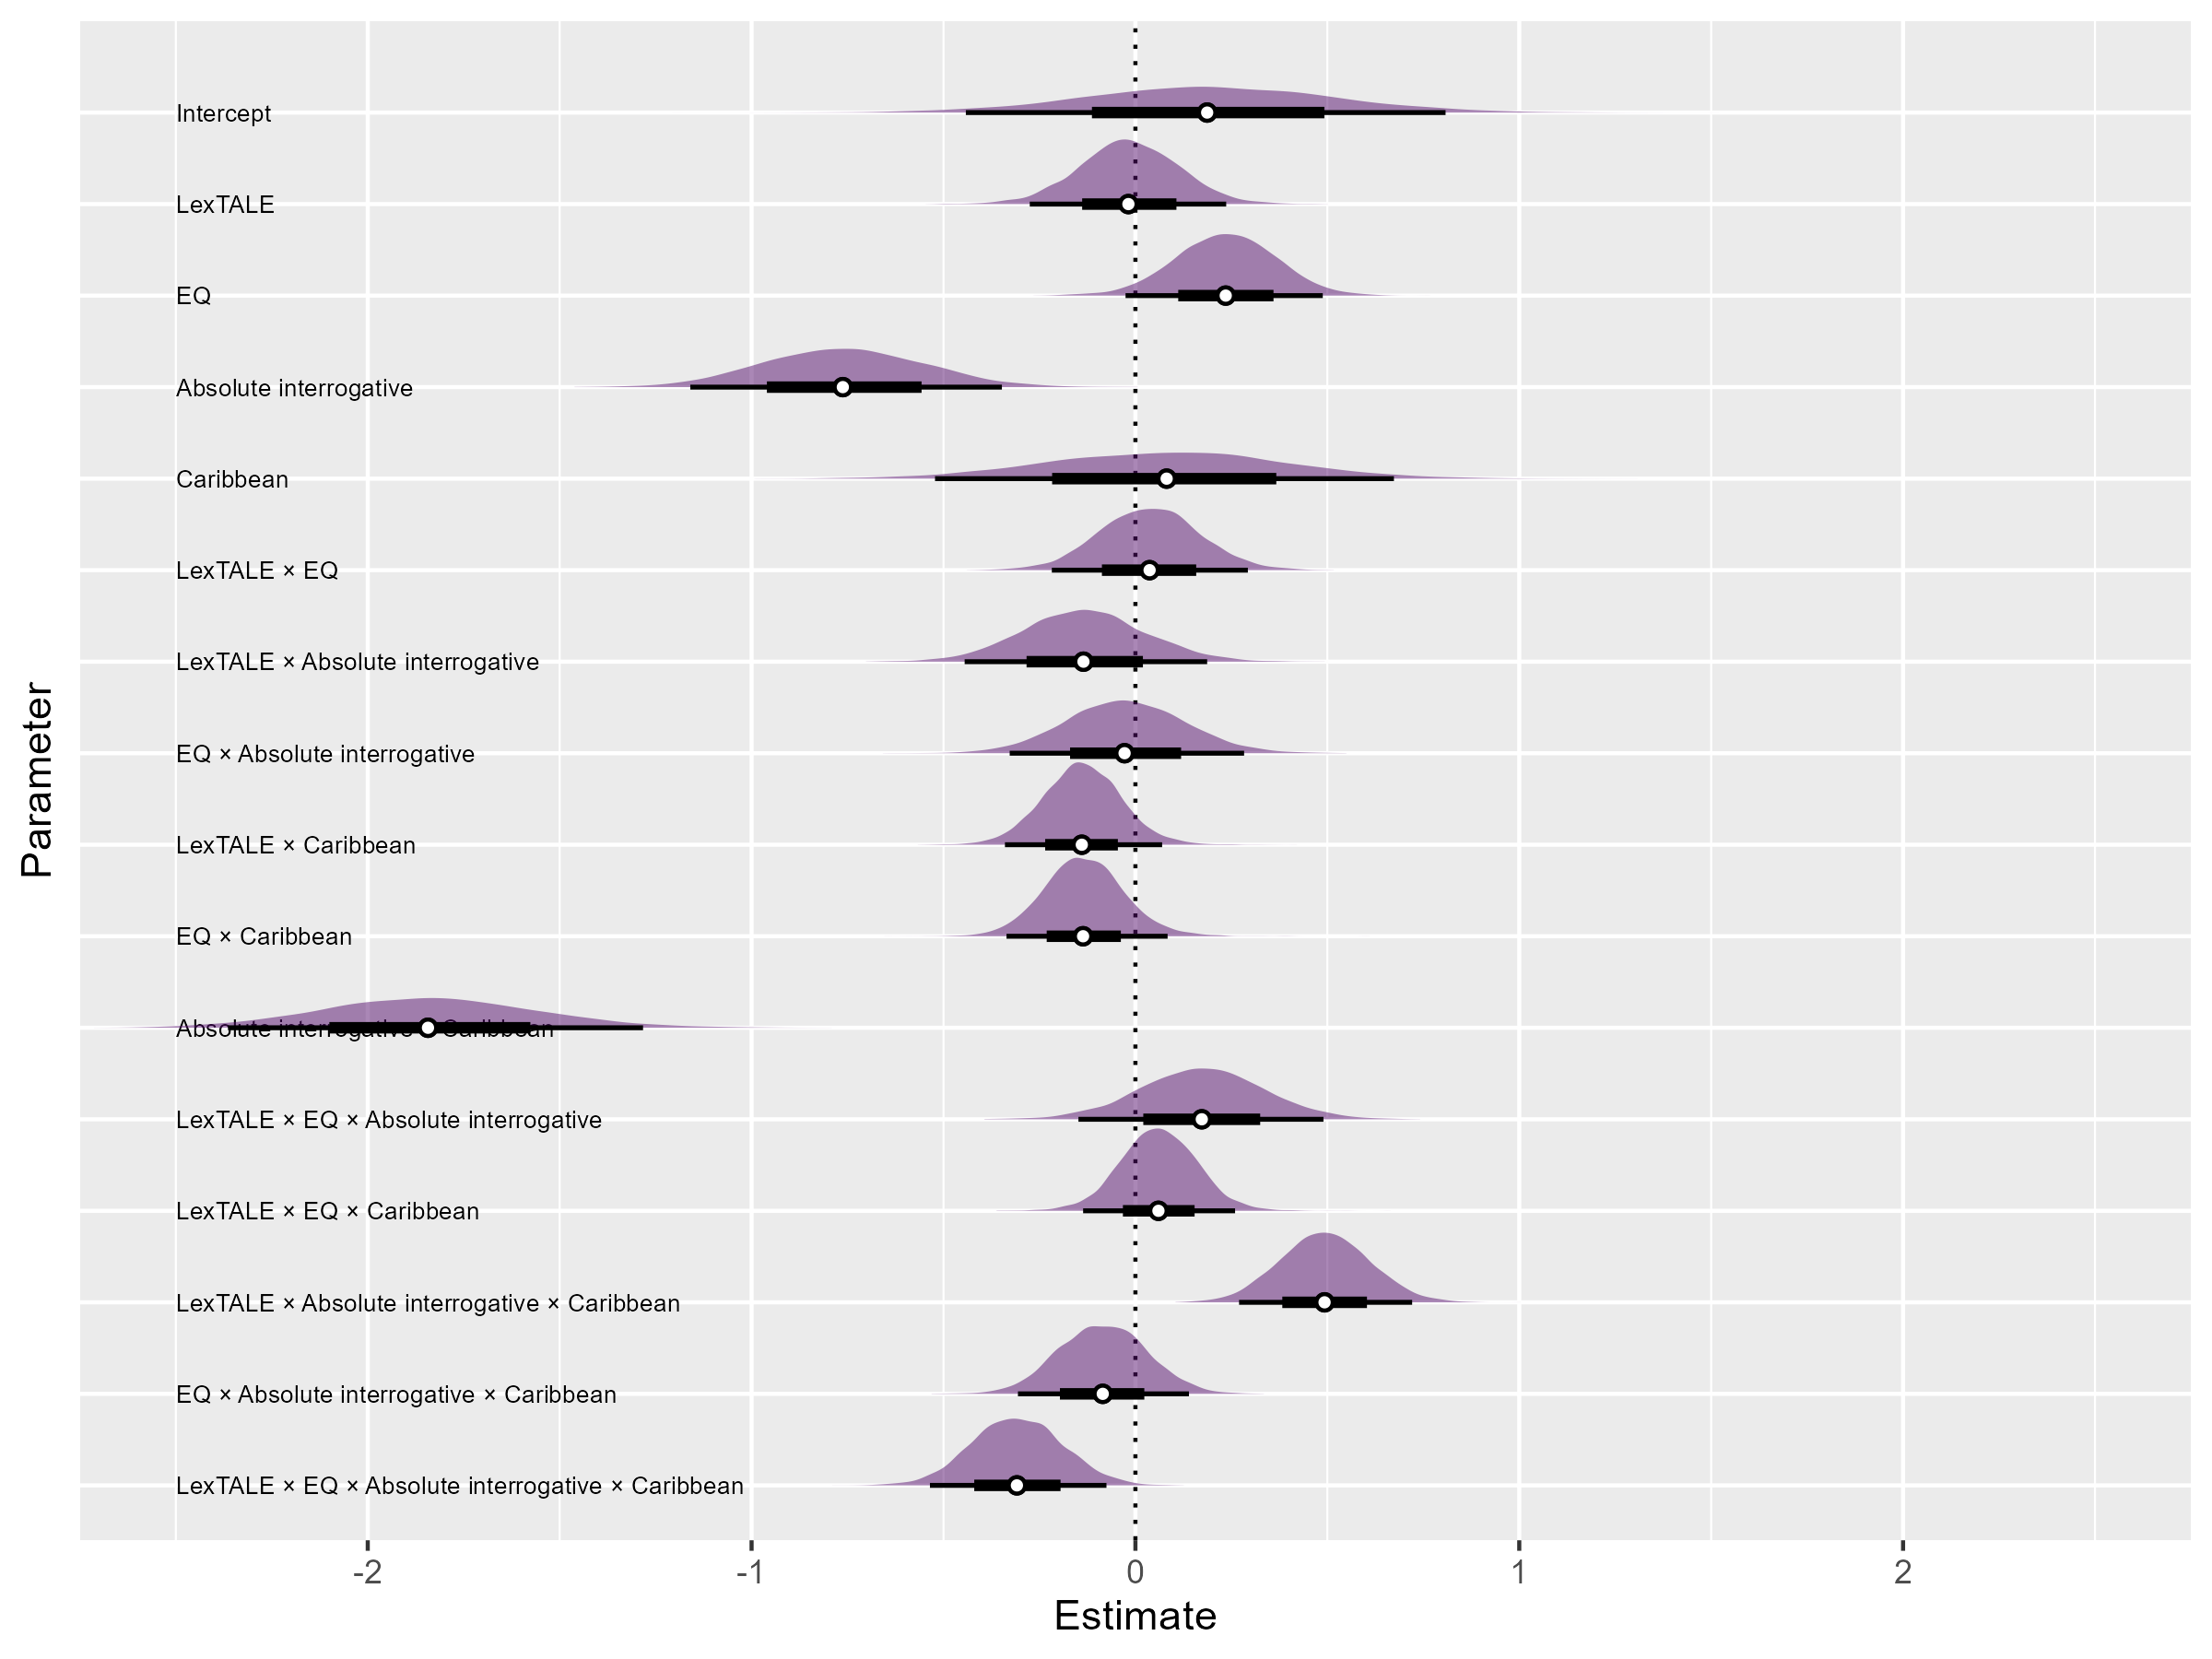 Intercept
LexTALE
EQ
Absolute interrogative
Caribbean
LexTALE × EQ
LexTALE × Absolute interrogative
EQ × Absolute interrogative
LexTALE × Caribbean
EQ × Caribbean
Absolute interrogative × Caribbean
LexTALE × EQ × Absolute interrogative
LexTALE × EQ × Caribbean
LexTALE × Absolute interrogative × Caribbean
EQ × Absolute interrogative × Caribbean
LexTALE × EQ × Absolute interrogative × Caribbean
Parameter
-2 -1 0 1 2
Estimate